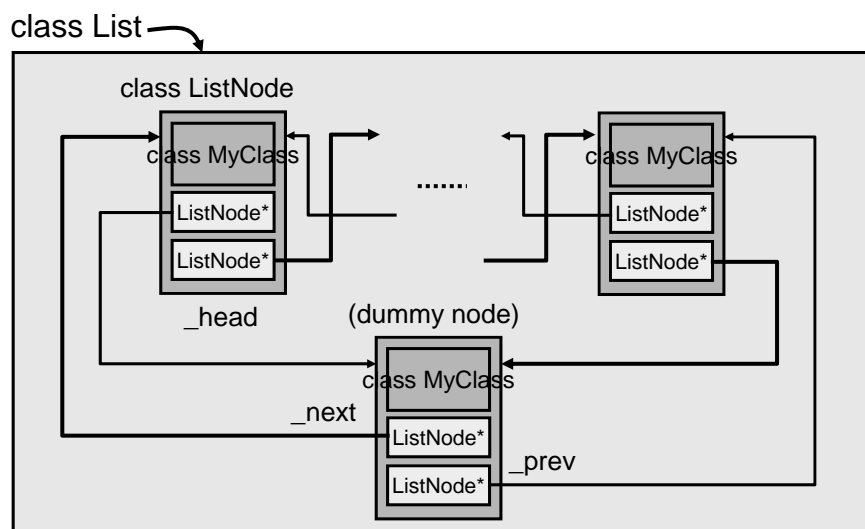 class List
class ListNode
class MyClass
ListNode*
ListNode*
_head
........
class MyClass
ListNode*
ListNode*
(dummy node)
class MyClass
_next
ListNode*
ListNode*
_prev